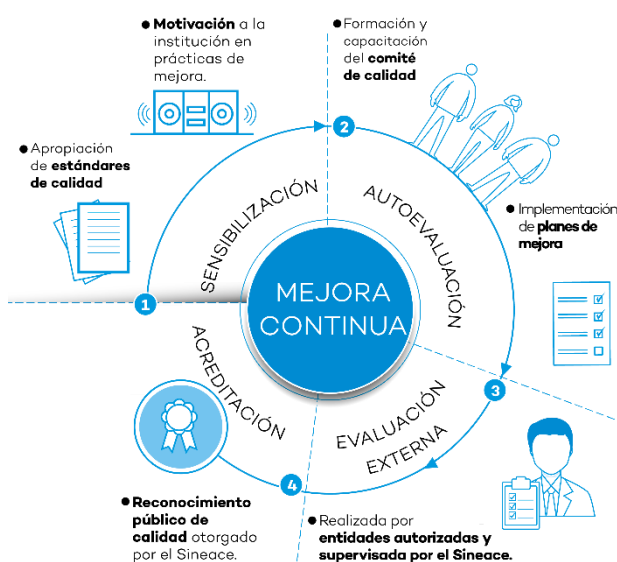 ● Motivación a la
institución en
prácticas de
mejora.
● Formación y
capacitación
del comité
de calidad
● Apropiación
de estándares
de calidad
● Implementación
de planes de
mejora
1
2
3
4
SENSIBILIZACIÓN
AUTOEVALUACIÓN
EVALUACIÓN
EXTERNA
ACREDITACIÓN
MEJORA
CONTINUA
● Reconocimiento
público de
calidad otorgado
por el Sineace.
● Realizada por
entidades autorizadas y
supervisada por el Sineace.